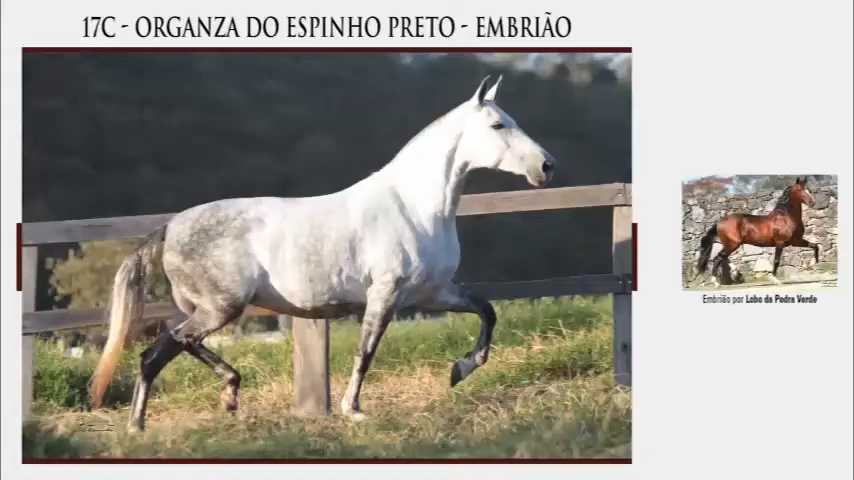 17C - ORGANZA DO ESPINHO PRETO - EMBRIÃO
Embrião por Lobo da Pedra Verde